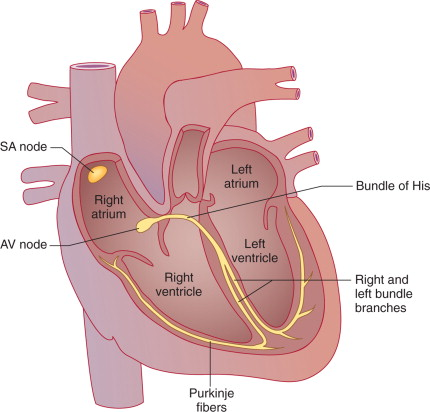 SA node
Left
atrium
Bundle of His
Right
atrium
AV node
Left
ventricle
Right
ventricle
Right and
left bundle
branches
Purkinje
fibers